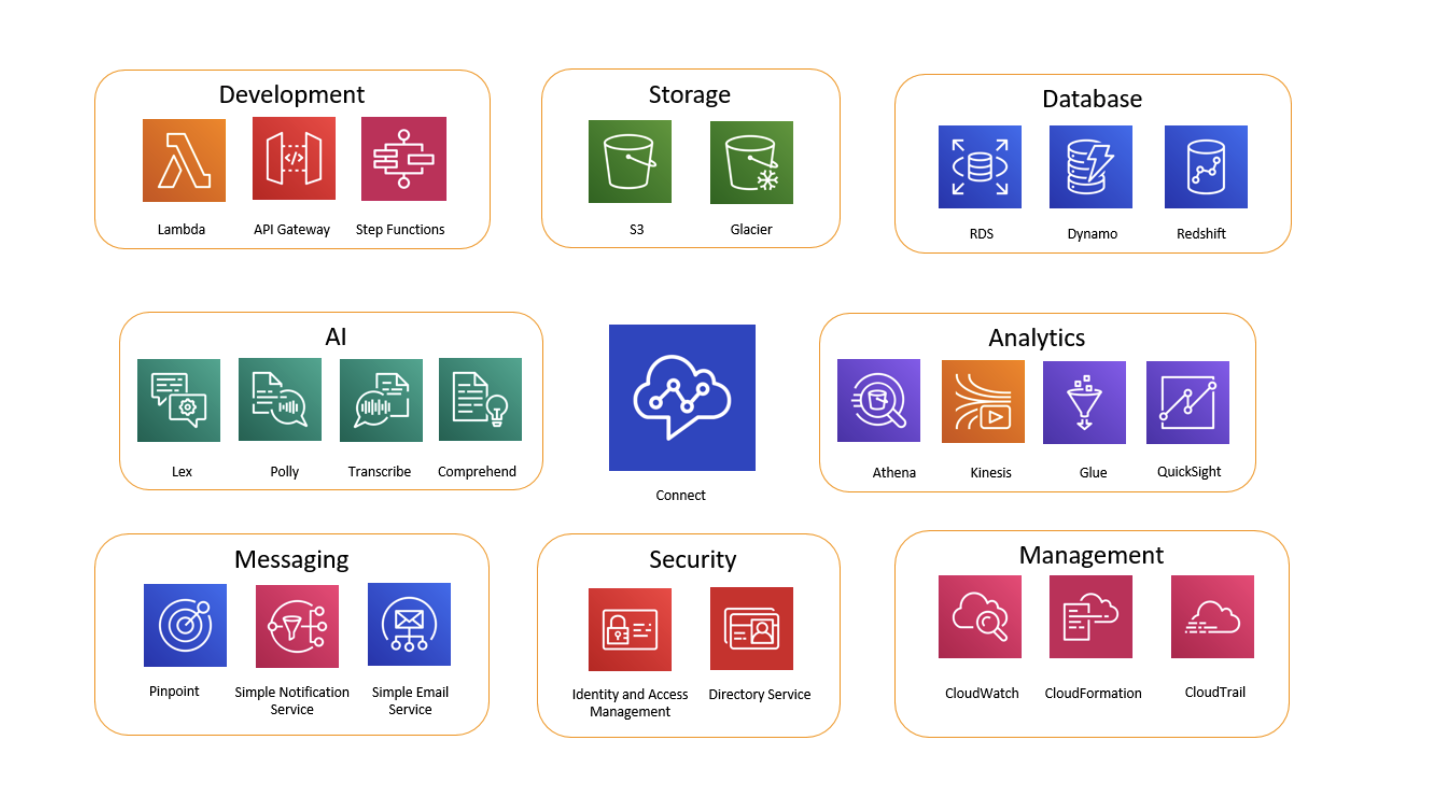 Development
Lambda
API Gateway
Step Functions
Storage
S3
Glacier
Database
RDS
Dynamo
Redshift
AI
Lex
Polly
Transcribe
Comprehend
Connect
Analytics
Athena
Kinesis
Glue
QuickSight
Messaging
Pinpoint
Simple Notification
Service
Simple Email
Service
Security
Identity and Access
Management
Directory Service
Management
CloudWatch
CloudFormation
CloudTrail